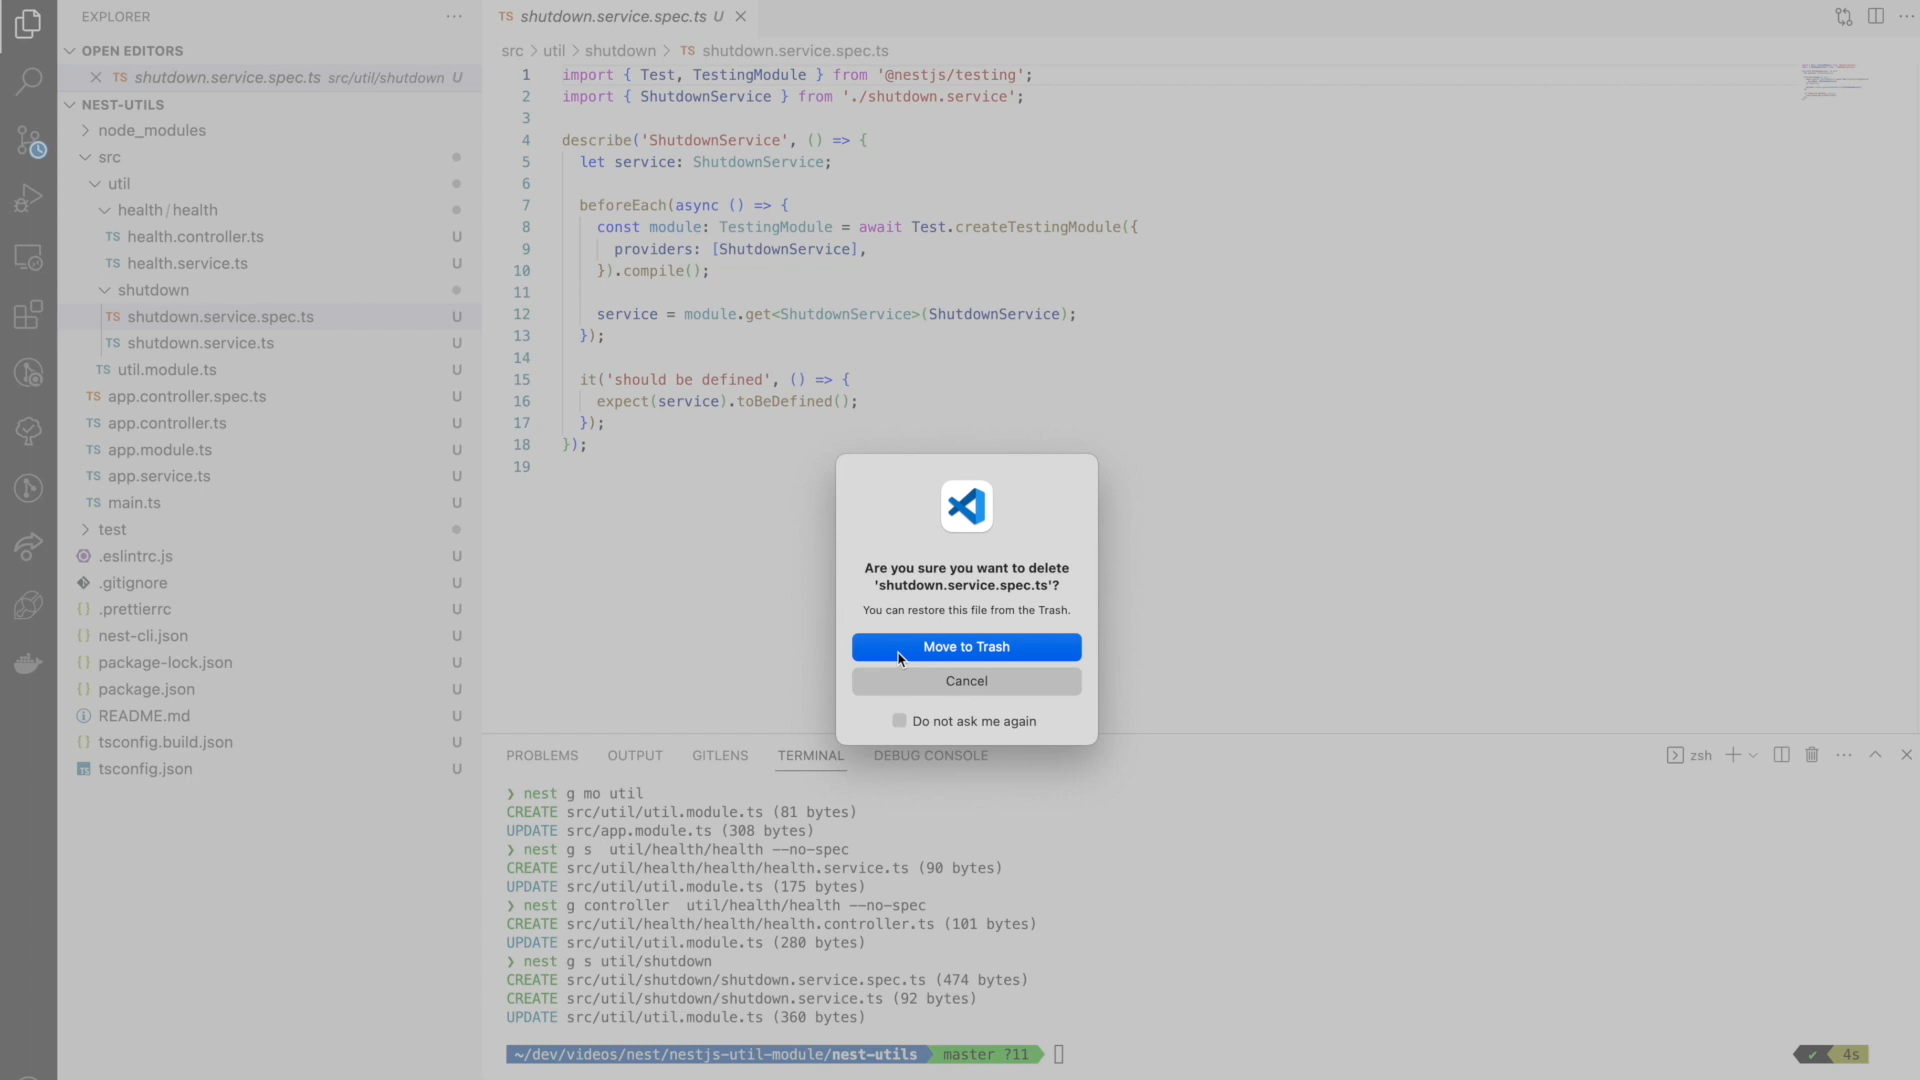 EXPLORER
OPEN EDITORS
TS shutdown.service.spec.ts src/util/shutdown U
NEST-UTILS
node_modules
src
util
health/health
TS health.controller.ts U
TS health.service.ts U
shutdown
TS shutdown.service.spec.ts U
TS shutdown.service.ts U
TS util.module.ts U
TS app.controller.spec.ts U
TS app.controller.ts U
TS app.module.ts U
TS app.service.ts U
TS main.ts U
test
.eslintrc.js U
.gitignore U
{} .prettierrc U
{} nest-cli.json U
{} package-lock.json U
{} package.json U
README.md U
{} tsconfig.build.json U
TS tsconfig.json U
TS shutdown.service.spec.ts U
src > util > shutdown > TS shutdown.service.spec.ts
1 import { Test, TestingModule } from '@nestjs/testing';
2 import { ShutdownService } from './shutdown.service';
3
4 describe('ShutdownService', () => {
5 let service: ShutdownService;
6
7 beforeEach(async () => {
8 const module: TestingModule = await Test.createTestingModule({
9 providers: [ShutdownService],
10 }).compile();
11
12 service = module.get<ShutdownService>(ShutdownService);
13 });
14
15 it('should be defined', () => {
16 expect(service).toBeDefined();
17 });
18 });
19
Are you sure you want to delete
'shutdown.service.spec.ts'?
You can restore this file from the Trash.
Move to Trash
Cancel
Do not ask me again
PROBLEMS OUTPUT GITLENS TERMINAL DEBUG CONSOLE zsh
❯ nest g mo util
CREATE src/util/util.module.ts (81 bytes)
UPDATE src/app.module.ts (308 bytes)
❯ nest g s  util/health/health --no-spec
CREATE src/util/health/health/health.service.ts (90 bytes)
UPDATE src/util/util.module.ts (175 bytes)
❯ nest g controller  util/health/health --no-spec
CREATE src/util/health/health/health.controller.ts (101 bytes)
UPDATE src/util/util.module.ts (280 bytes)
❯ nest g s util/shutdown
CREATE src/util/shutdown/shutdown.service.spec.ts (474 bytes)
CREATE src/util/shutdown/shutdown.service.ts (92 bytes)
UPDATE src/util/util.module.ts (360 bytes)
~/dev/videos/nest/nestjs-util-module/nest-utils master ?11 ✔ 4s